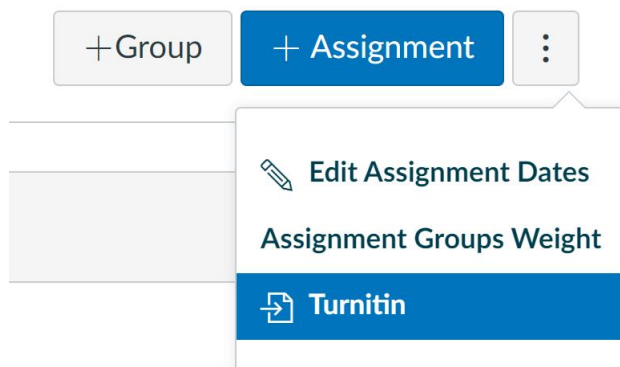 +Group + Assignment
Edit Assignment Dates
Assignment Groups Weight
Turnitin